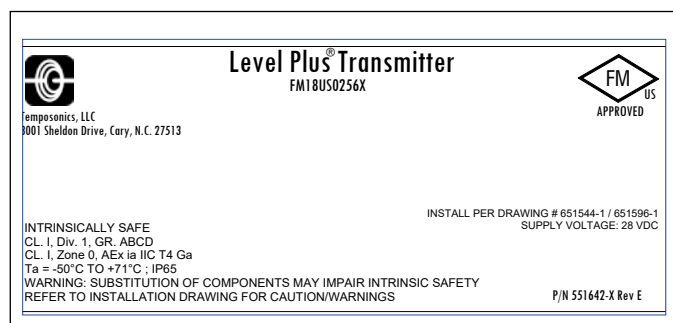 Level Plus® Transmitter
FM18US0256X
FM
US
APPROVED
Temposonics, LLC
3001 Sheldon Drive, Cary, N.C. 27513
INSTALL PER DRAWING # 651544-1 / 651596-1
SUPPLY VOLTAGE: 28 VDC
INTRINSICALLY SAFE
CL. I, Div. 1, GR. ABCD
CL. I, Zone 0, AEx ia IIC T4 Ga
Ta = -50°C TO +71°C ; IP65
WARNING: SUBSTITUTION OF COMPONENTS MAY IMPAIR INTRINSIC SAFETY
REFER TO INSTALLATION DRAWING FOR CAUTION/WARNINGS
P/N 551642-X Rev E